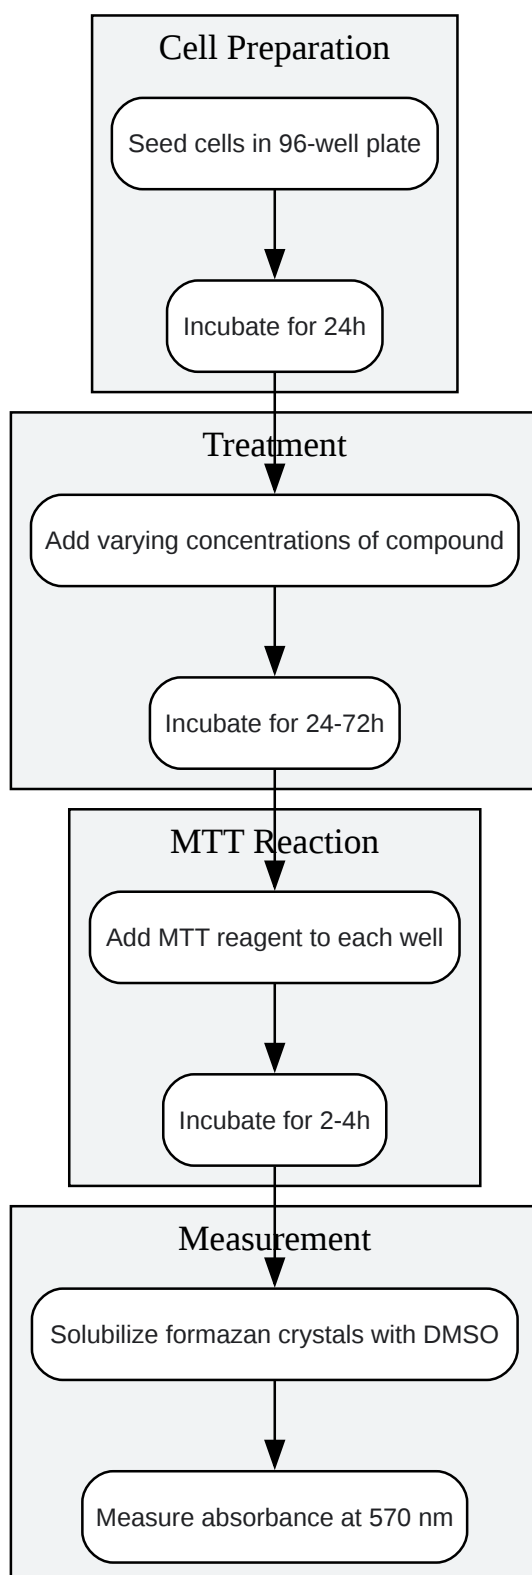 Cell Preparation
Seed cells in 96-well plate
Incubate for 24h
Treatment
Add varying concentrations of compound
Incubate for 24-72h
MTT Reaction
Add MTT reagent to each well
Incubate for 2-4h
Measurement
Solubilize formazan crystals with DMSO
Measure absorbance at 570 nm